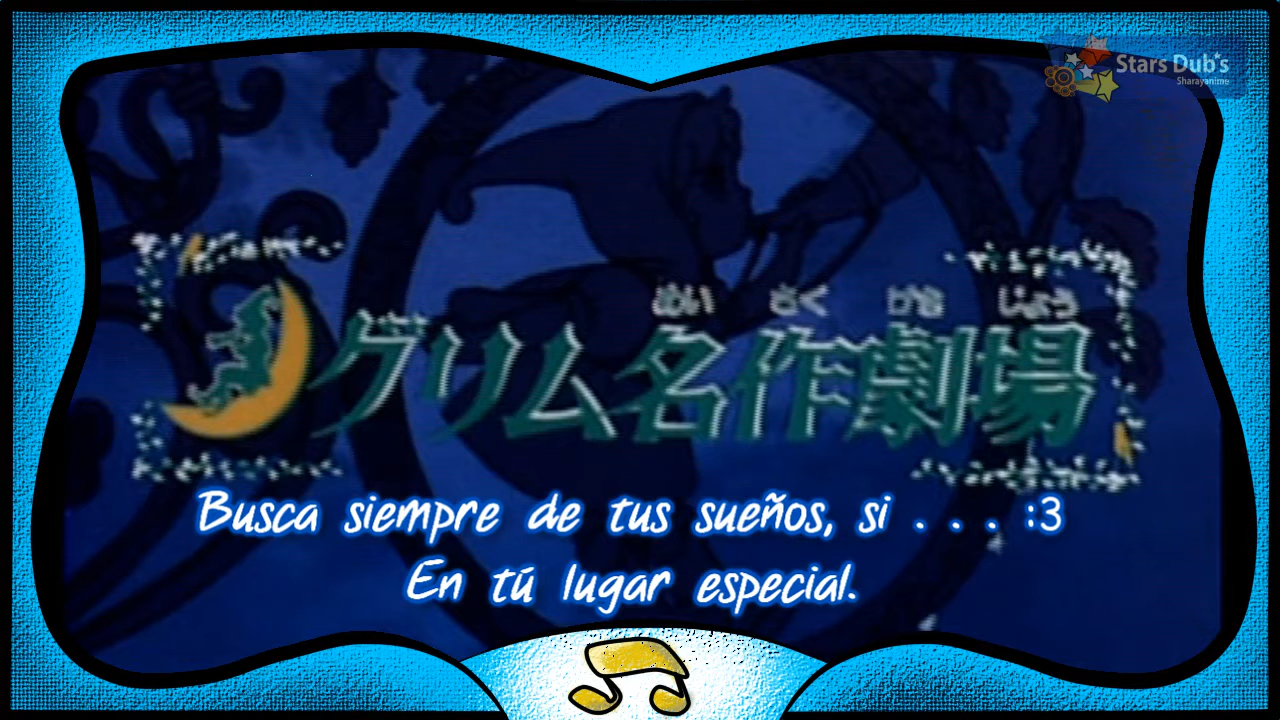 Stars Dub's
Sharayanime
めい さく げき じょう
グリム名作劇場
Busca siempre de tus sueños, si . . . :3
En tú lugar especial.